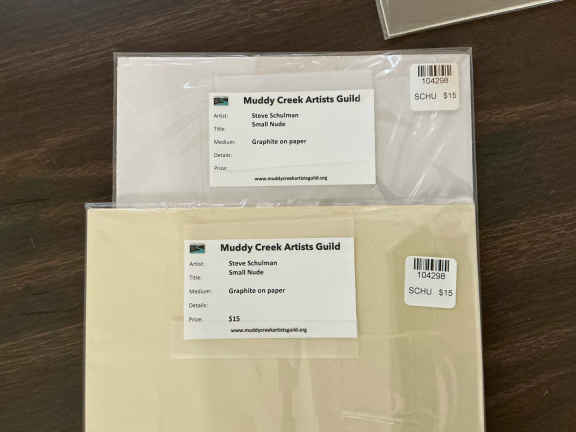 Muddy Creek Artists Guild
Artist: Steve Schulman
Title: Small Nude
Medium: Graphite on paper
Details:
Price:
www.muddycreekartistsguild.org
104298
SCHU $15
Muddy Creek Artists Guild
Artist: Steve Schulman
Title: Small Nude
Medium: Graphite on paper
Details:
Price: $15
www.muddycreekartistsguild.org
104298
SCHU $15